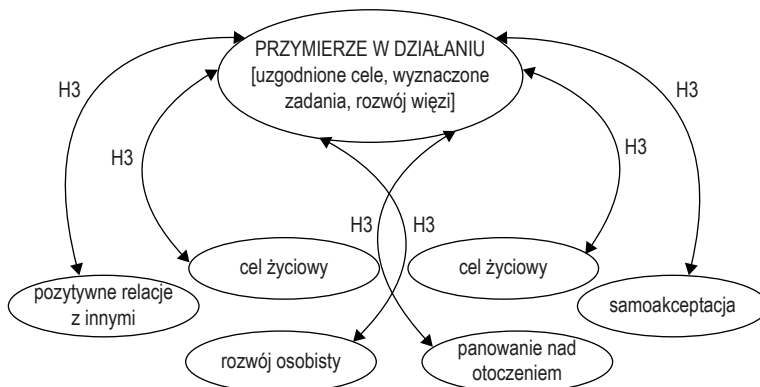 PRZYMIERZE W DZIAŁANIU
[uzgodnione cele, wyznaczone
zadania, rozwój więzi]
H3
H3
H3
H3
H3
H3
cel życiowy
cel życiowy
pozytywne relacje
z innymi
samoakceptacja
rozwój osobisty
panowanie nad
otoczeniem